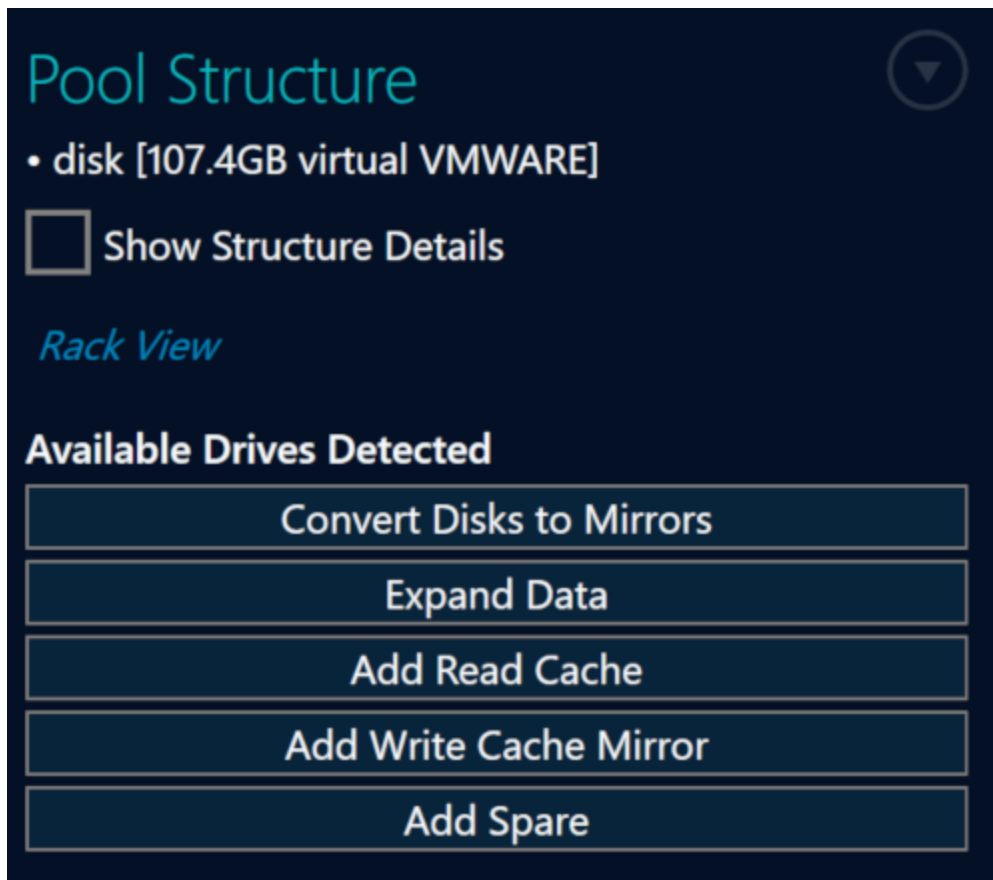 Pool Structure
• disk [107.4GB virtual VMWARE]
Show Structure Details
Rack View
Available Drives Detected
Convert Disks to Mirrors
Expand Data
Add Read Cache
Add Write Cache Mirror
Add Spare